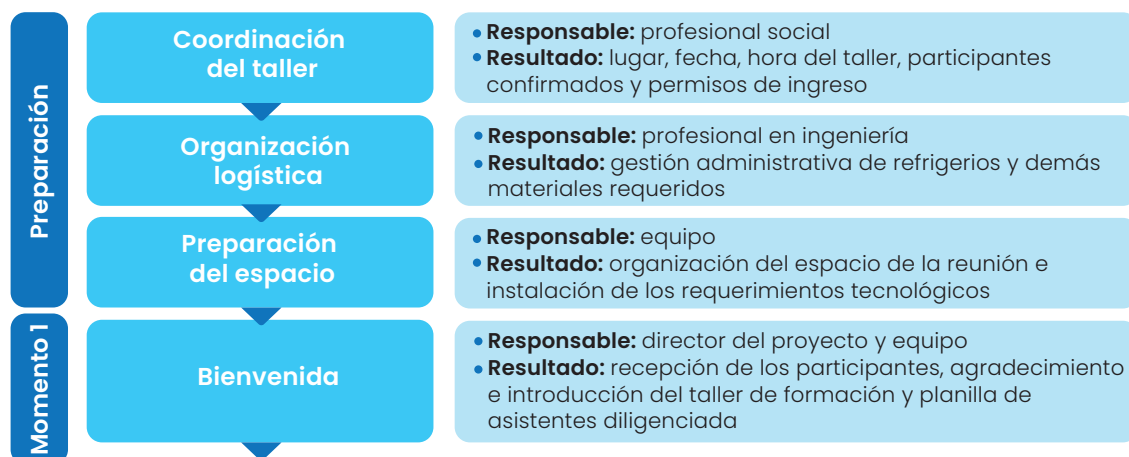 Preparación
Coordinación
del taller
Responsable: profesional social
Resultado: lugar, fecha, hora del taller, participantes
confirmados y permisos de ingreso
Organización
logística
Responsable: profesional en ingeniería
Resultado: gestión administrativa de refrigerios y demás
materiales requeridos
Preparación
del espacio
Responsable: equipo
Resultado: organización del espacio de la reunión e
instalación de los requerimientos tecnológicos
Momento 1
Bienvenida
Responsable: director del proyecto y equipo
Resultado: recepción de los participantes, agradecimiento
e introducción del taller de formación y planilla de
asistentes diligenciada